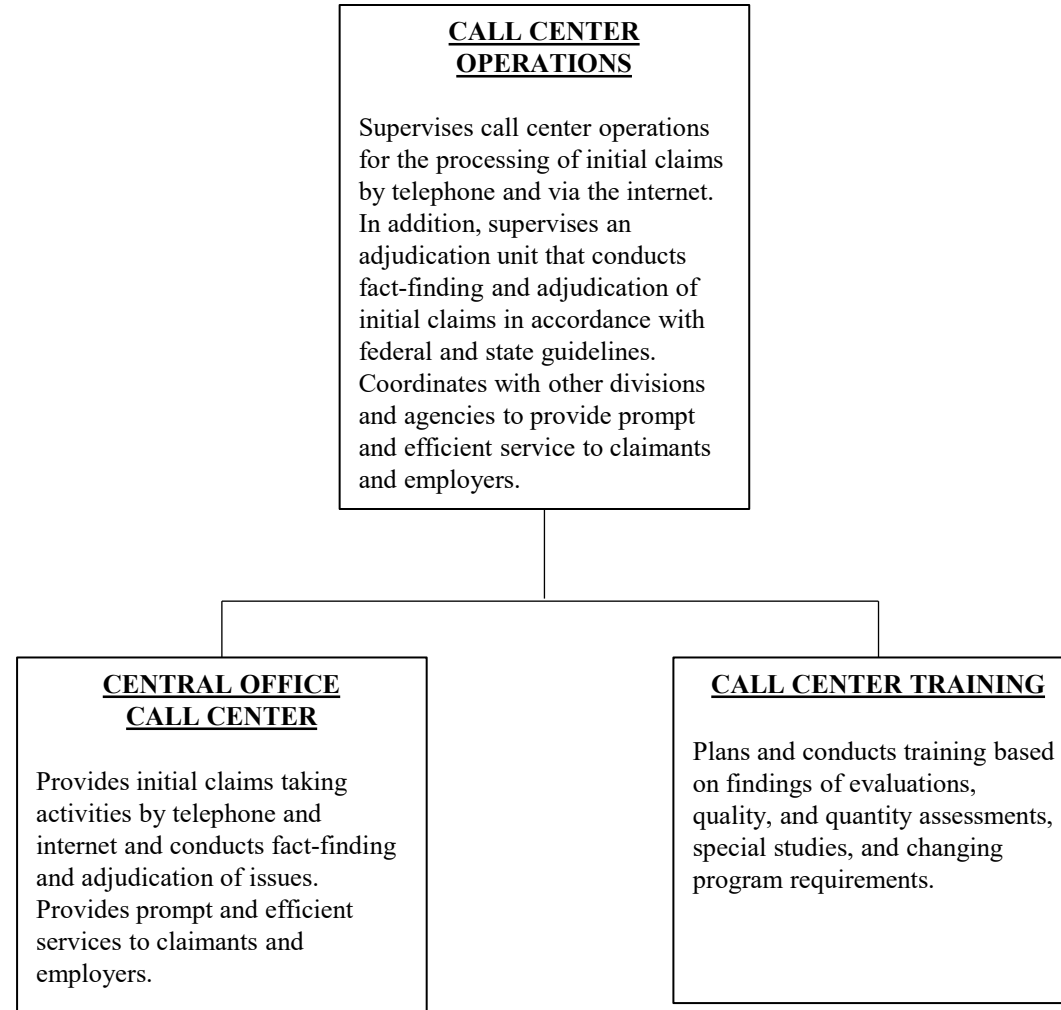 CALL CENTER
OPERATIONS
Supervises call center operations
for the processing of initial claims
by telephone and via the internet.
In addition, supervises an
adjudication unit that conducts
fact-finding and adjudication of
initial claims in accordance with
federal and state guidelines.
Coordinates with other divisions
and agencies to provide prompt
and efficient service to claimants
and employers.
CENTRAL OFFICE
CALL CENTER
Provides initial claims taking
activities by telephone and
internet and conducts fact-finding
and adjudication of issues.
Provides prompt and efficient
services to claimants and
employers.
CALL CENTER TRAINING
Plans and conducts training based
on findings of evaluations,
quality, and quantity assessments,
special studies, and changing
program requirements.